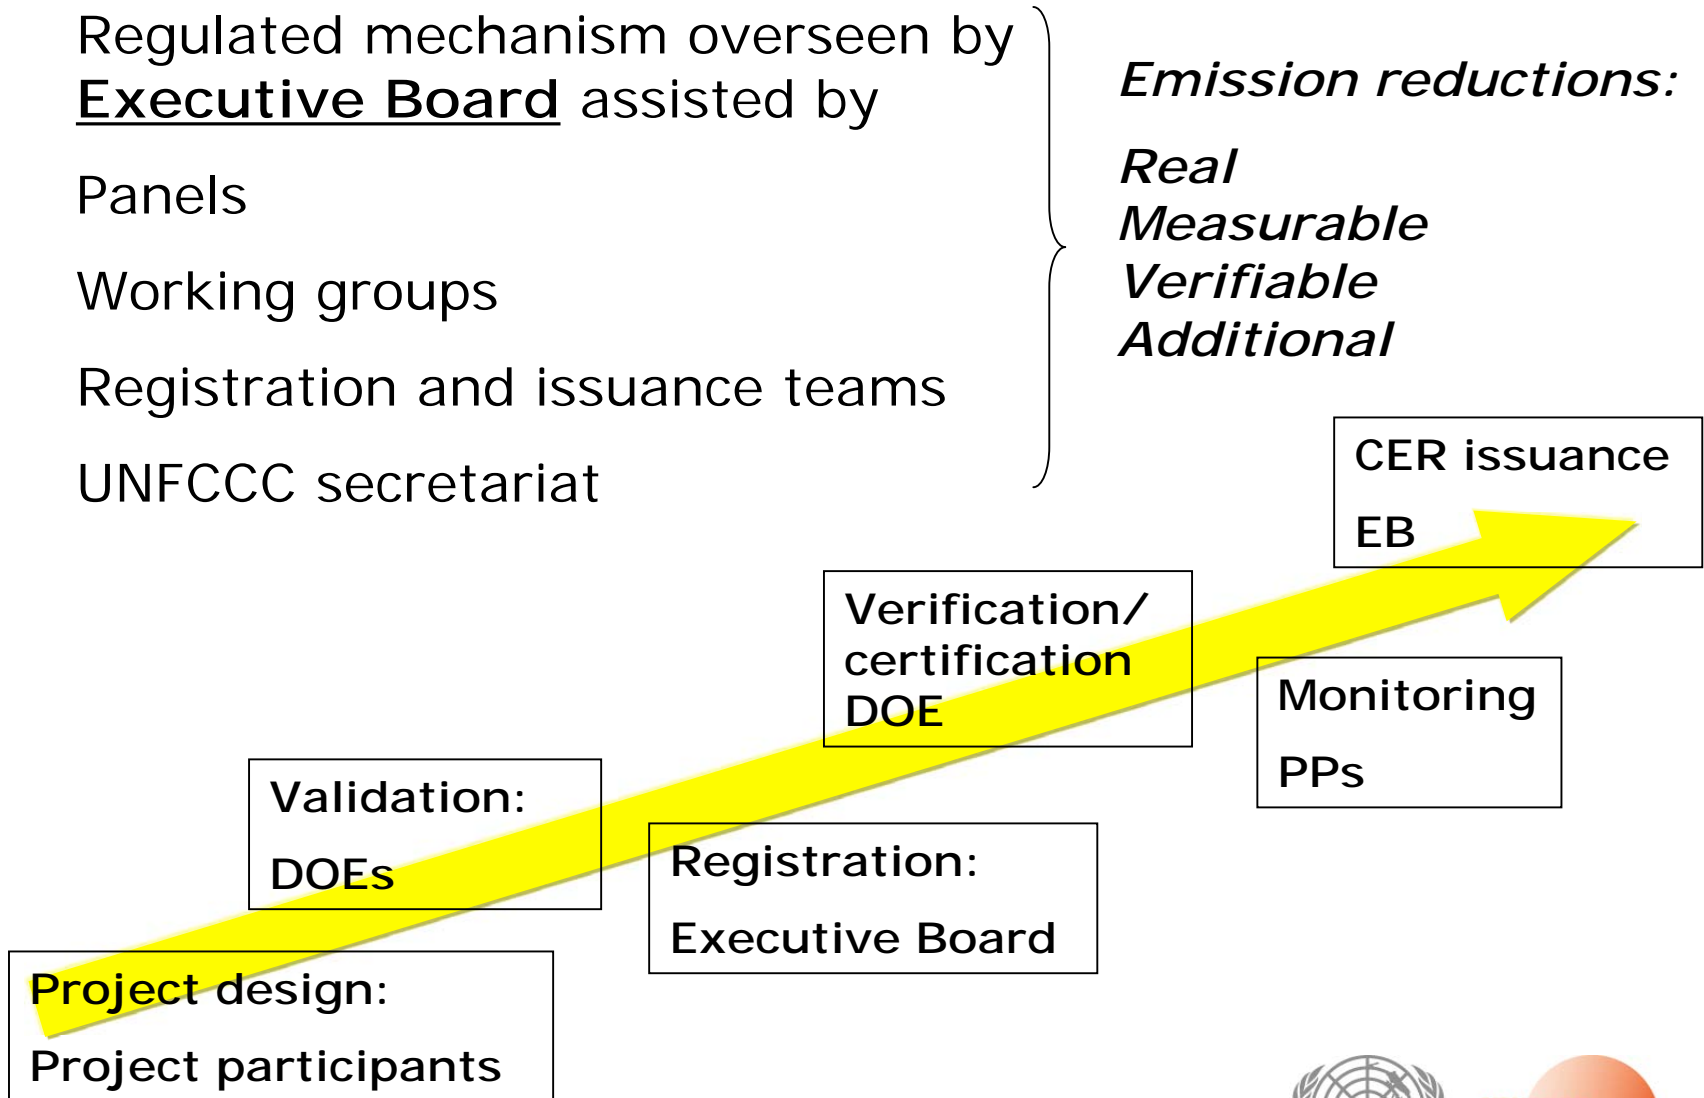 Regulated mechanism overseen by
Executive Board assisted by
Panels
Working groups
Registration and issuance teams
UNFCCC secretariat
Emission reductions:
Real
Measurable
Verifiable
Additional
CER issuance
EB
Verification/
certification
DOE
Monitoring
PPs
Validation:
DOEs
Registration:
Executive Board
Project design:
Project participants